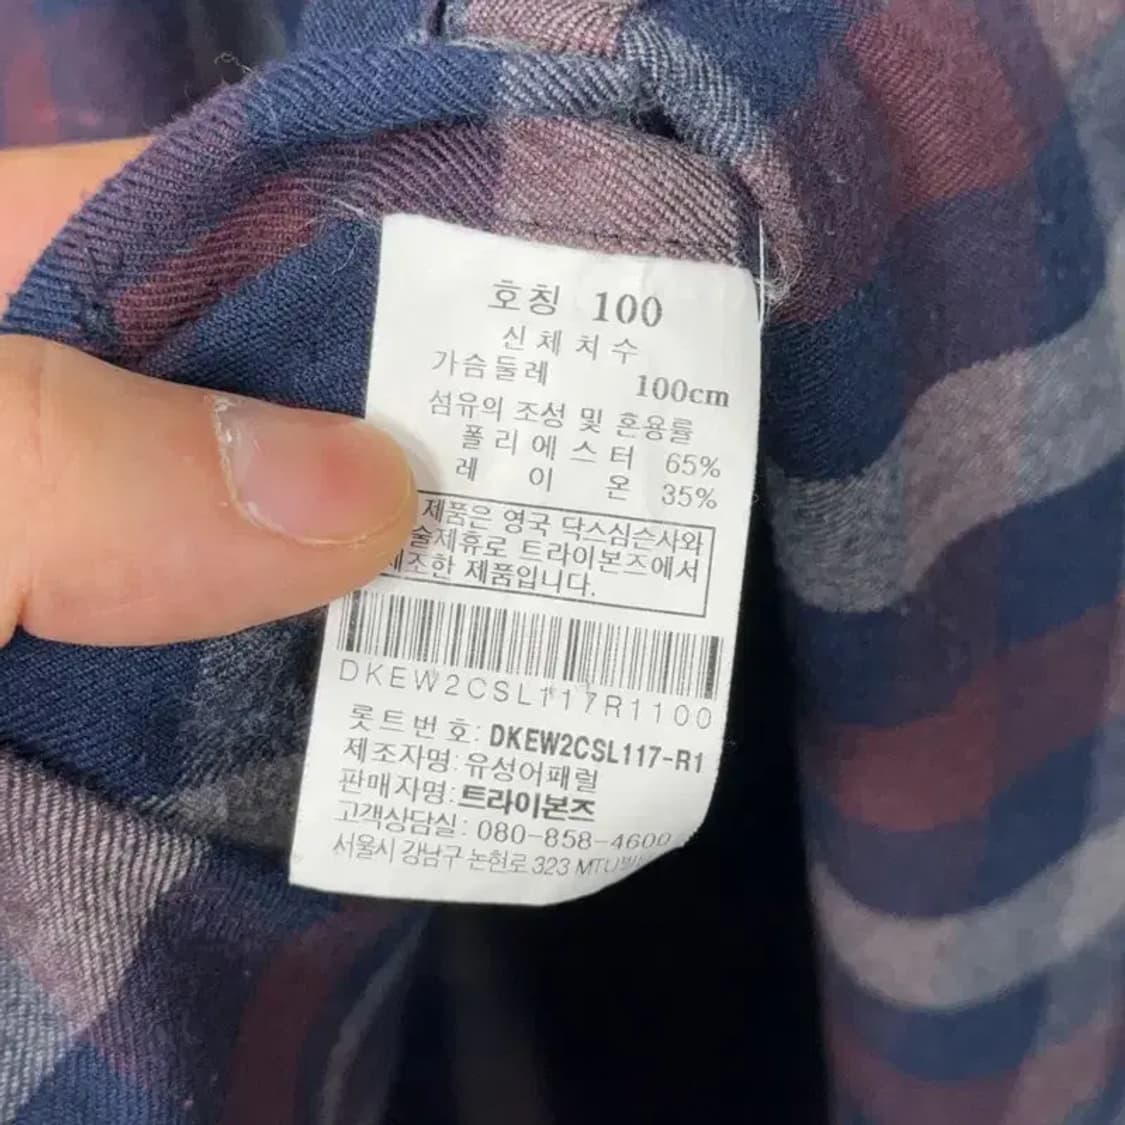 호칭 100
신체치수
가슴둘레 100cm
섬유의 조성 및 혼용률
폴리에스터 65%
레이온 35%
제품은 영국 닥스심슨사와
술제휴로 트라이본즈에서
제조한 제품입니다.
DKEW2CSL117R1100
롯트번호: DKEW2CSL117-R1
제조자명: 유성어패럴
판매자명: 트라이본즈
고객상담실: 080-858-4600
서울시 강남구 논현로 323 MTU